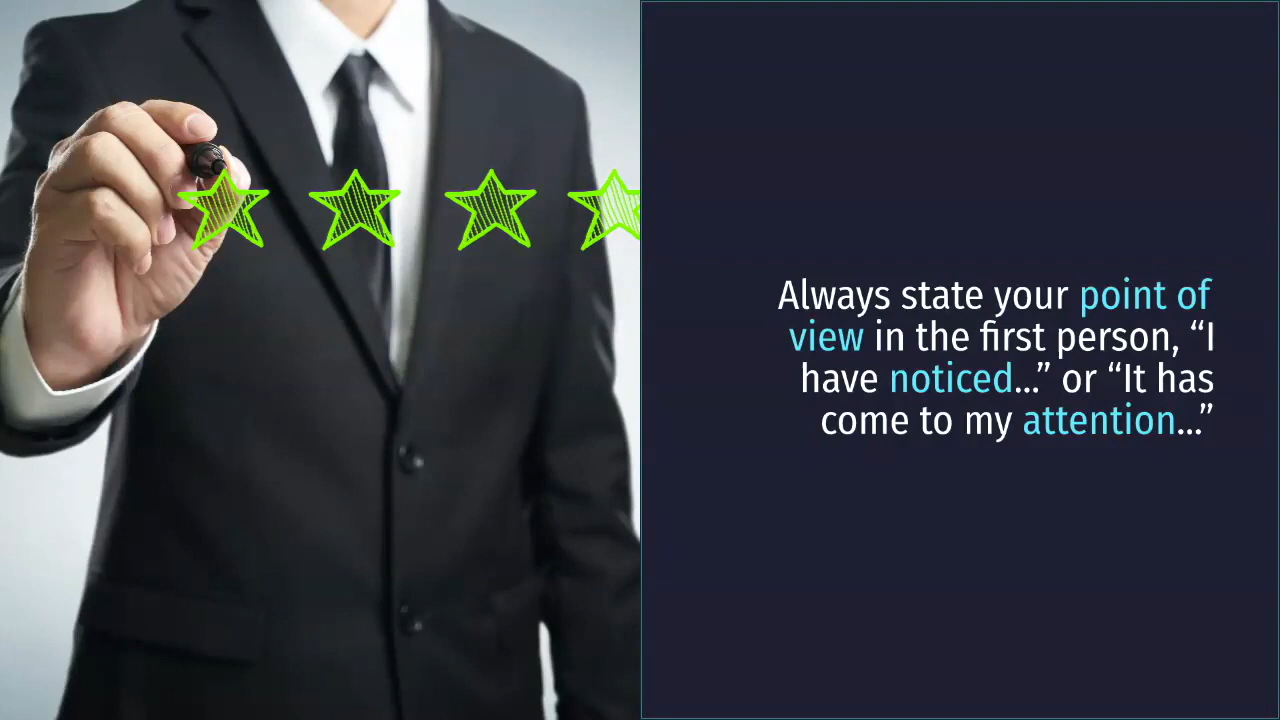 Always state your point of
view in the first person, “I
have noticed...” or “It has
come to my attention...”